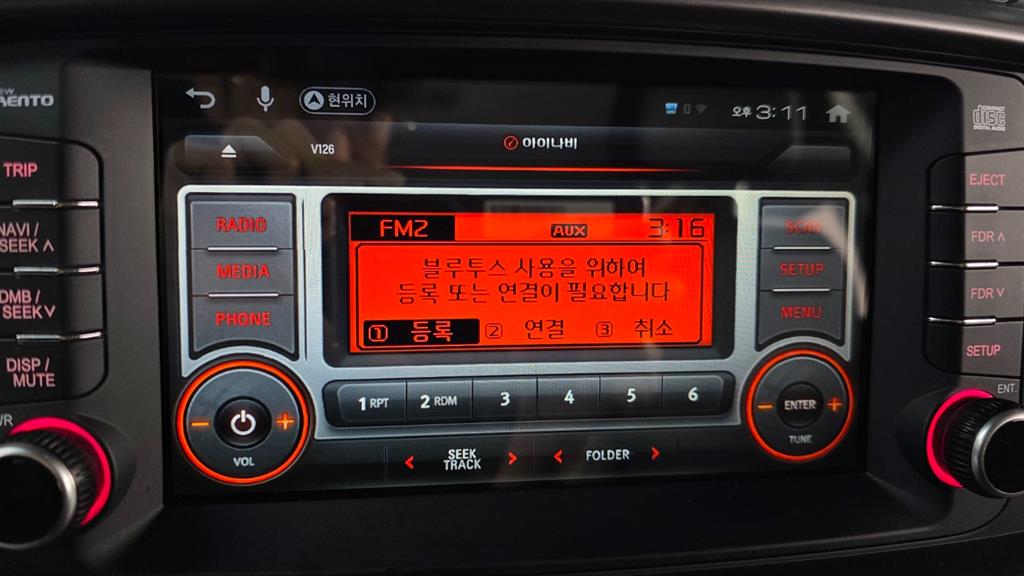 TRIP
NAVI / SEEK ∧
DMB / SEEK ∨
DISP / MUTE
현위치
오후 3:11
COMPACT
disc
DIGITAL AUDIO
V126
아이나비
RADIO
MEDIA
PHONE
FM2 AUX 3:16
블루투스 사용을 위하여
등록 또는 연결이 필요합니다
1 등록 2 연결 3 취소
SCAN
SETUP
MENU
EJECT
FDR ∧
FDR ∨
SETUP
ENT.
1 RPT 2 RDM 3 4 5 6
VOL
ENTER
TUNE
SEEK
TRACK
FOLDER